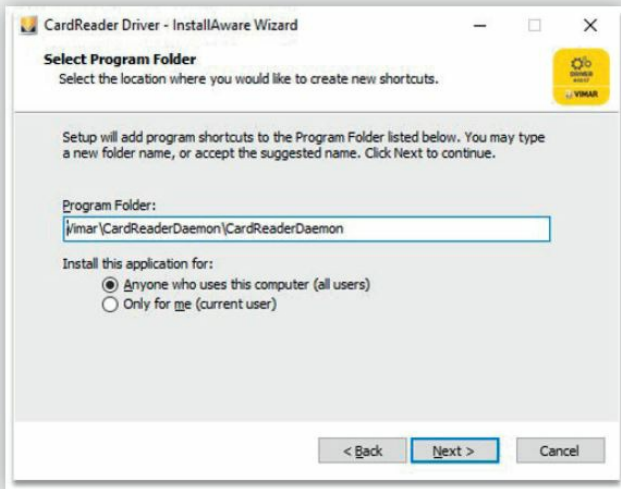 CardReader Driver - InstallAware Wizard
Select Program Folder
Select the location where you would like to create new shortcuts.
DRIVER
VIMAR
Setup will add program shortcuts to the Program Folder listed below. You may type
a new folder name, or accept the suggested name. Click Next to continue.
Program Folder:
Vimar\CardReaderDaemon\CardReaderDaemon
Install this application for:
Anyone who uses this computer (all users)
Only for me (current user)
< Back
Next >
Cancel